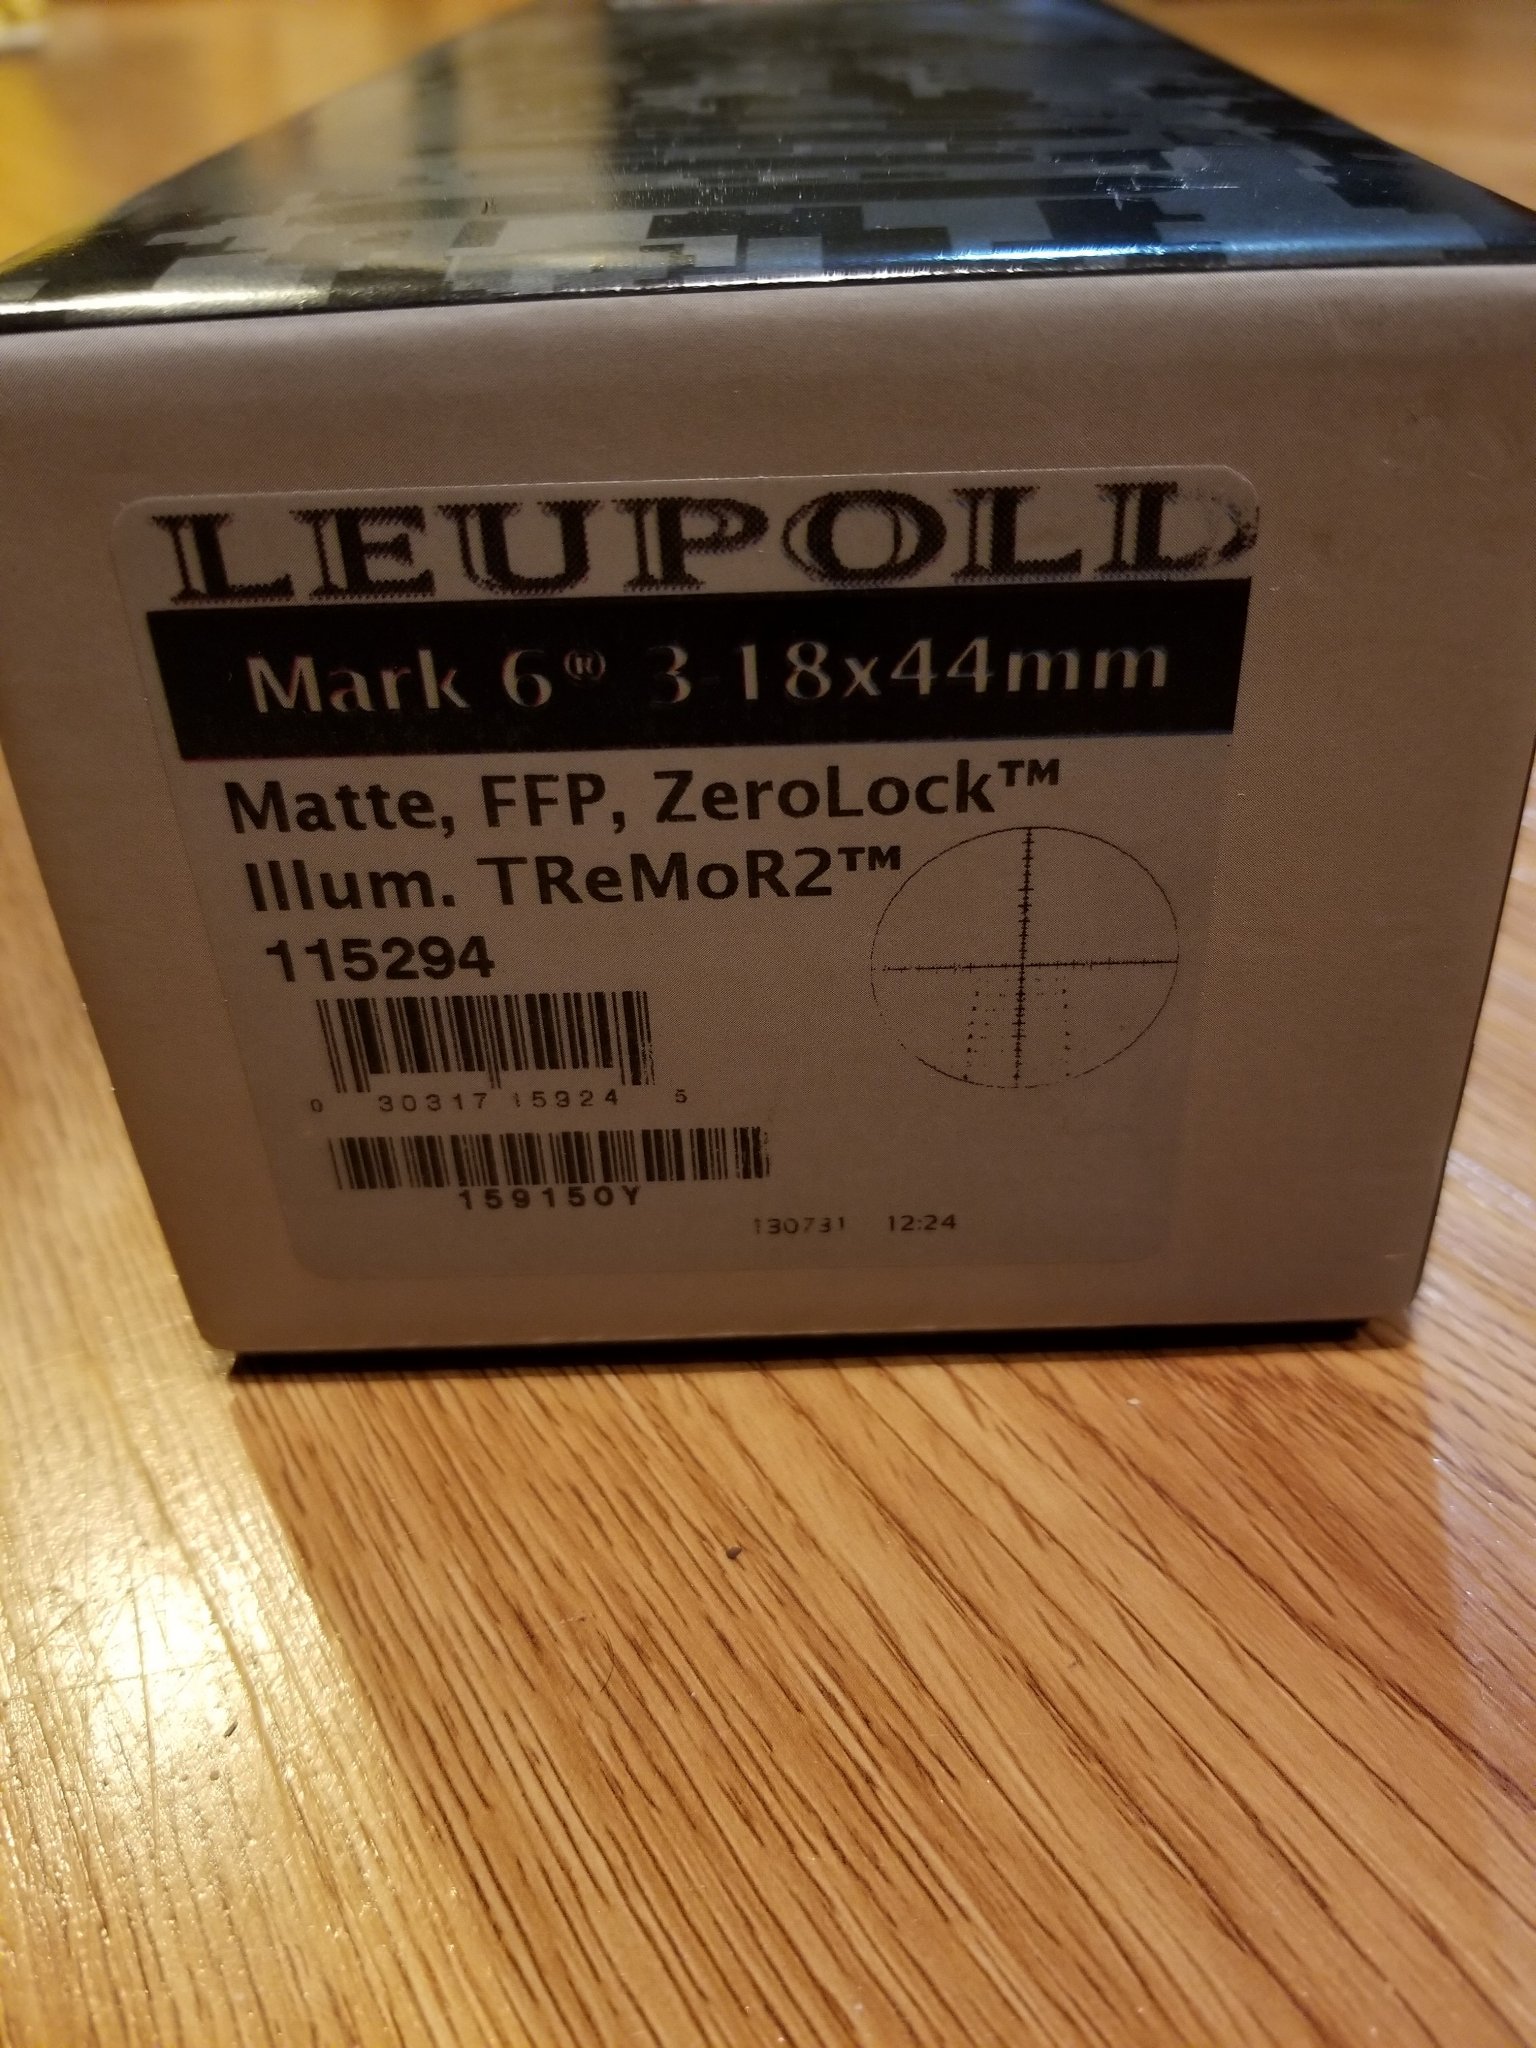 LEUPOLD
Mark 6® 3-18x44mm
Matte, FFP, ZeroLock™
Illum. TReMoR2™
115294
0 30317 15324 5
159150Y
130731 12:24